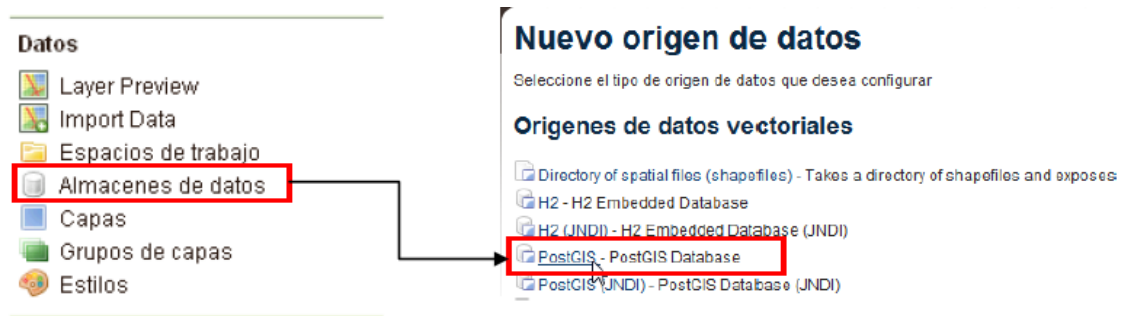 Datos
Layer Preview
Import Data
Espacios de trabajo
Almacenes de datos
Capas
Grupos de capas
Estilos
Nuevo origen de datos
Seleccione el tipo de origen de datos que desea configurar
Origenes de datos vectoriales
Directory of spatial files (shapefiles) - Takes a directory of shapefiles and exposes
H2 - H2 Embedded Database
H2 (JNDI) - H2 Embedded Database (JNDI)
PostGIS - PostGIS Database
PostGIS (JNDI) - PostGIS Database (JNDI)